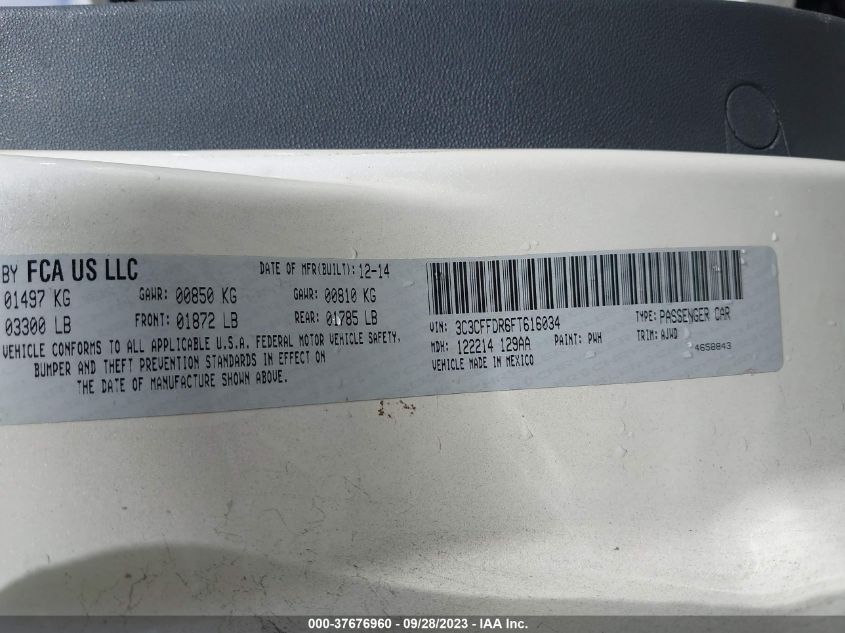 BY FCA US LLC DATE OF MFR(BUILT): 12-14
01497 KG GAWR: 00850 KG GAWR: 00810 KG
03300 LB FRONT: 01872 LB REAR: 01785 LB
VEHICLE CONFORMS TO ALL APPLICABLE U.S.A. FEDERAL MOTOR VEHICLE SAFETY,
BUMPER AND THEFT PREVENTION STANDARDS IN EFFECT ON
THE DATE OF MANUFACTURE SHOWN ABOVE.
VIN: 3C3CFFDR6FT616034 TYPE: PASSENGER CAR
MDH: 122214 129AA PAINT: PWH TRIM: AJWD
VEHICLE MADE IN MEXICO 4658843
000-37676960 - 09/28/2023 - IAA Inc.